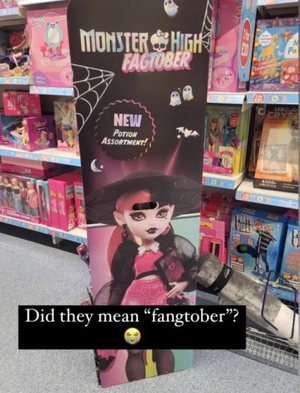 MONSTER HIGH
FAGTOBER
NEW
POTION
ASSORTMENT!
Did they mean “fangtober”?
😭